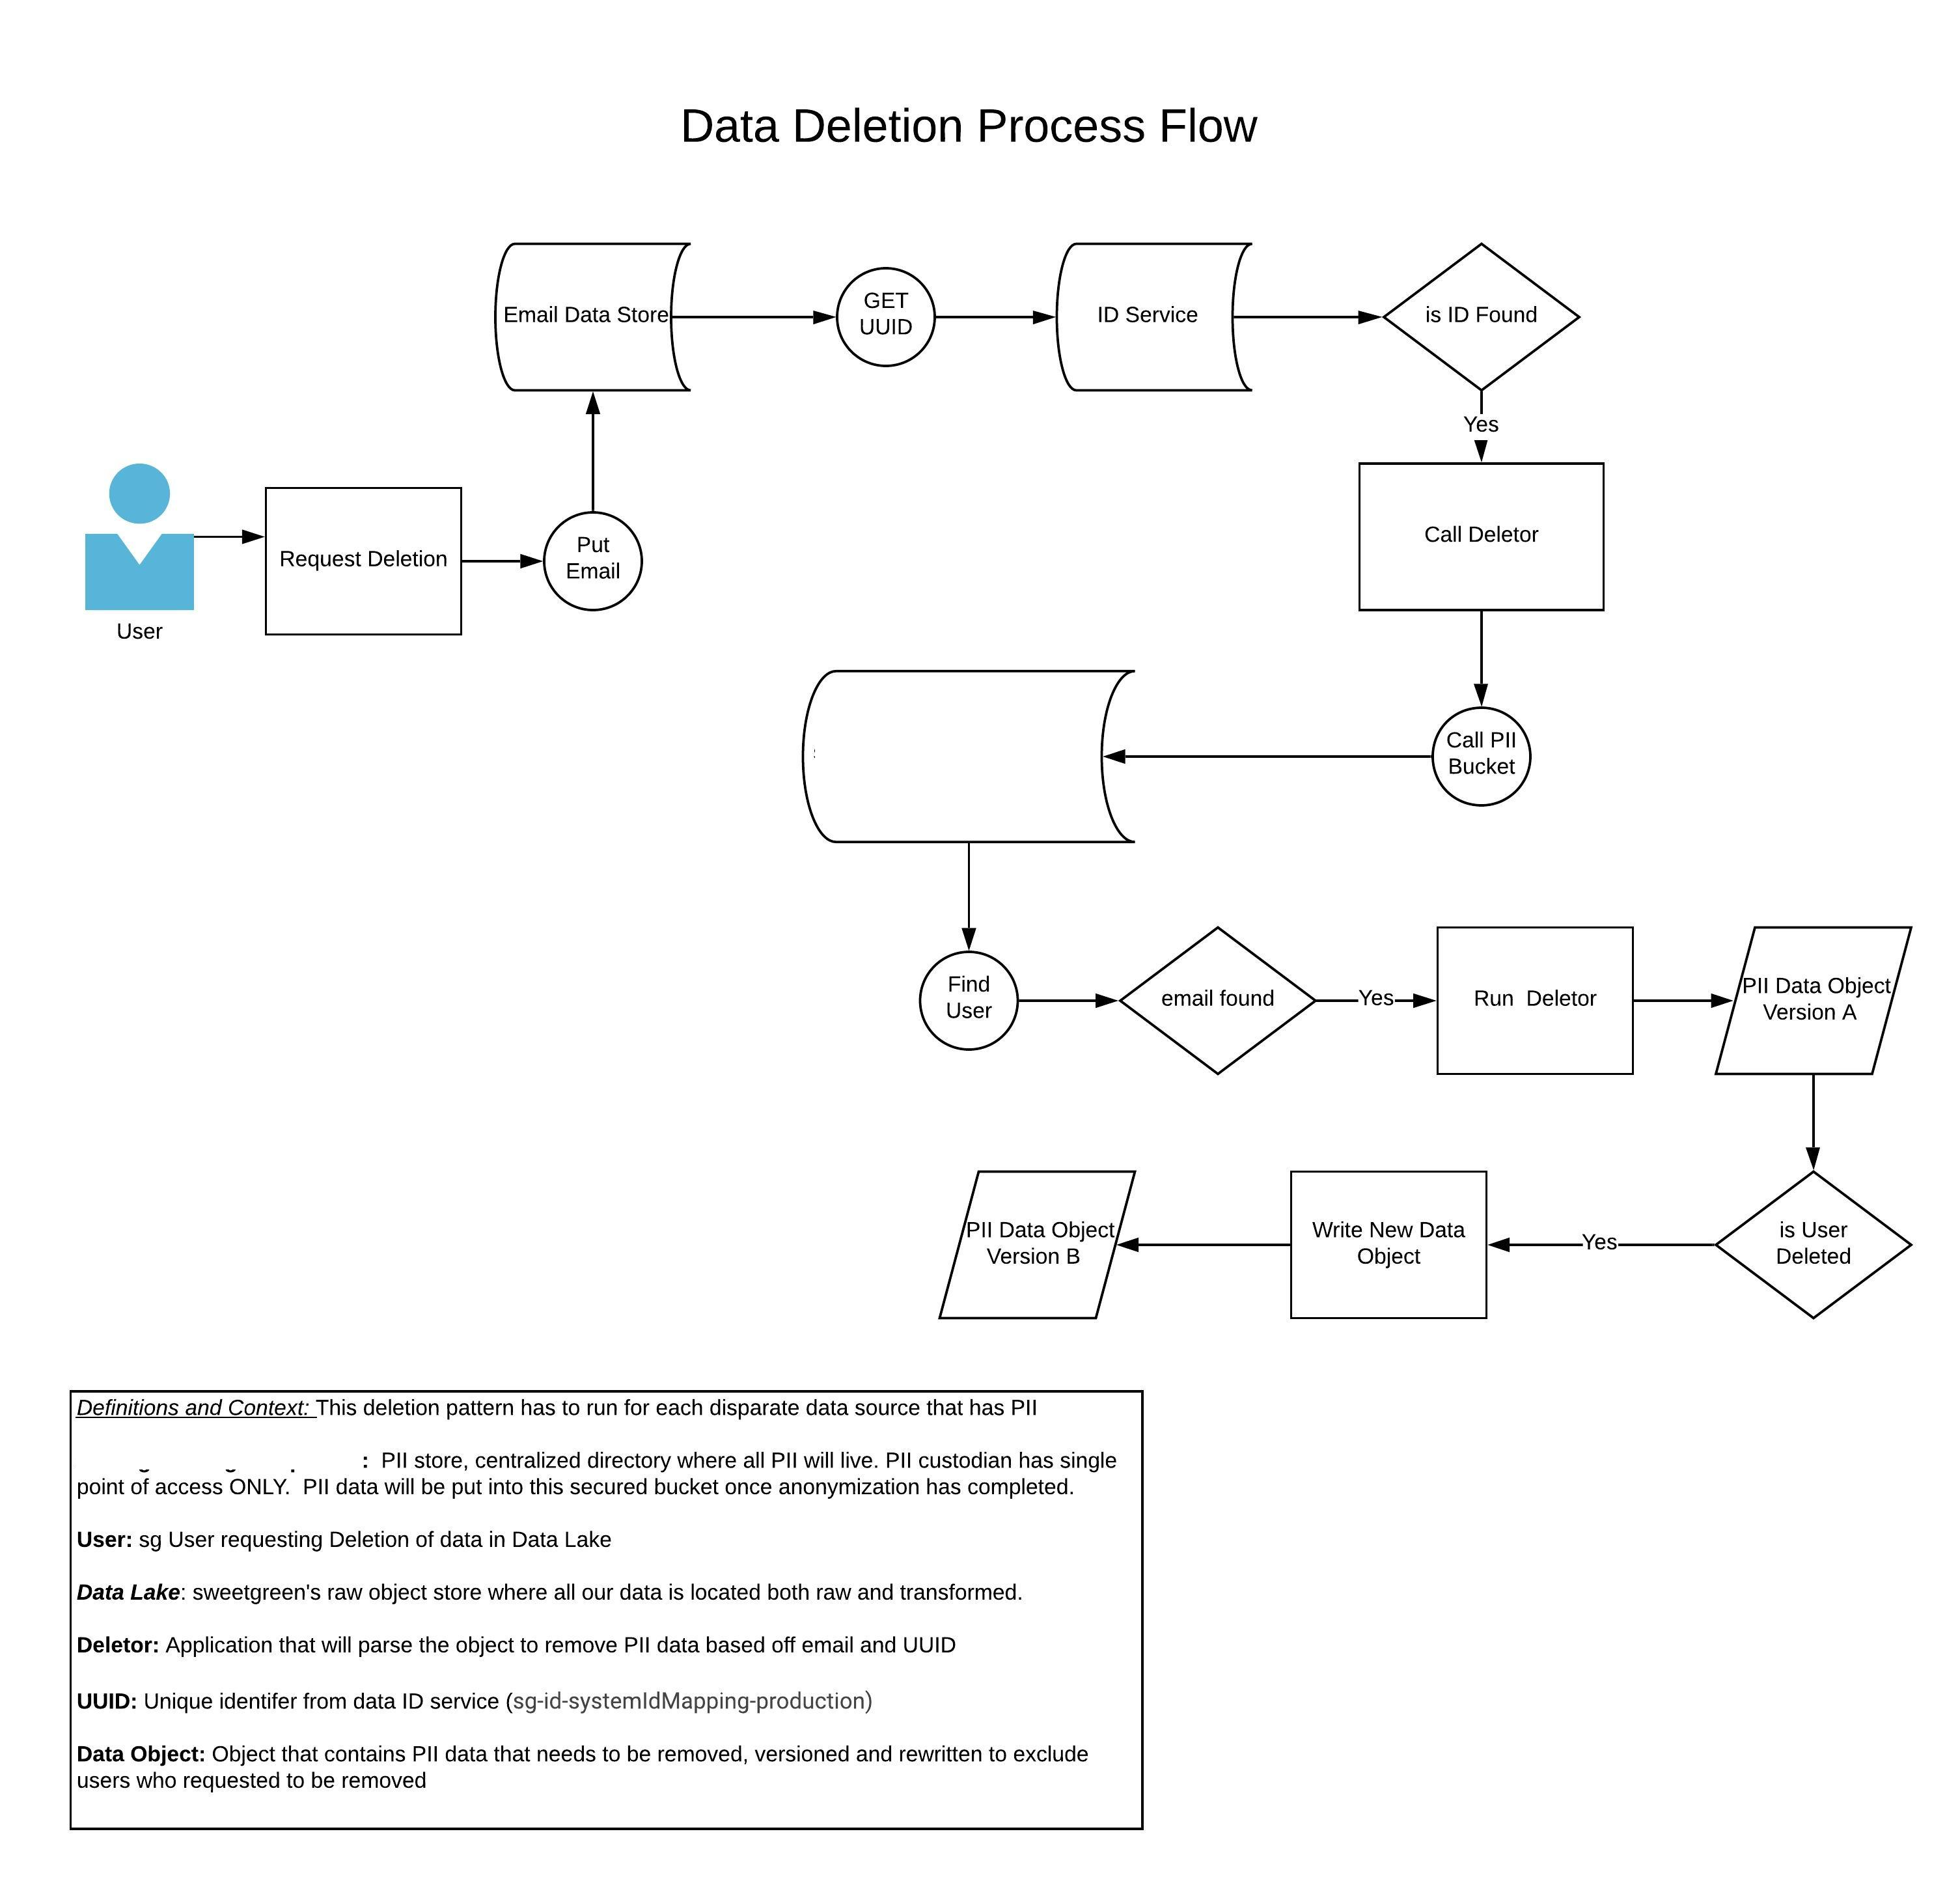 Data Deletion Process Flow
Email Data Store
GET
UUID
ID Service
is ID Found
Yes
User
Request Deletion
Put
Email
Call Deletor
Call PII
Bucket
Find
User
email found
Yes
Run  Deletor
PII Data Object
Version A
PII Data Object
Version B
Write New Data
Object
Yes
is User
Deleted
Definitions and Context: This deletion pattern has to run for each disparate data source that has PII
:  PII store, centralized directory where all PII will live. PII custodian has single
point of access ONLY.  PII data will be put into this secured bucket once anonymization has completed.
User: sg User requesting Deletion of data in Data Lake
Data Lake: sweetgreen's raw object store where all our data is located both raw and transformed.
Deletor: Application that will parse the object to remove PII data based off email and UUID
UUID: Unique identifer from data ID service (sg-id-systemIdMapping-production)
Data Object: Object that contains PII data that needs to be removed, versioned and rewritten to exclude
users who requested to be removed